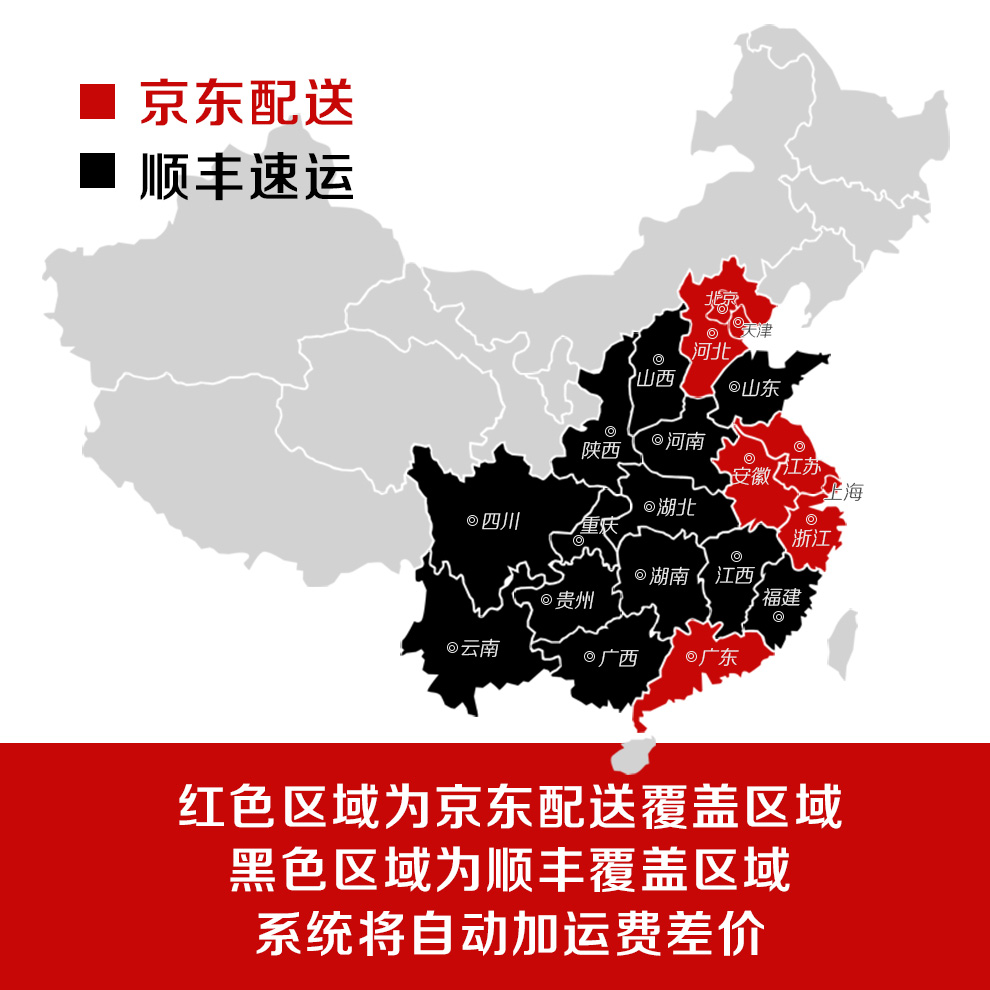 京东配送
顺丰速运
北京
天津
河北
山西
山东
陕西
河南
安徽
江苏
上海
四川
重庆
湖北
浙江
贵州
湖南
江西
福建
云南
广西
广东
红色区域为京东配送覆盖区域
黑色区域为顺丰覆盖区域
系统将自动加运费差价